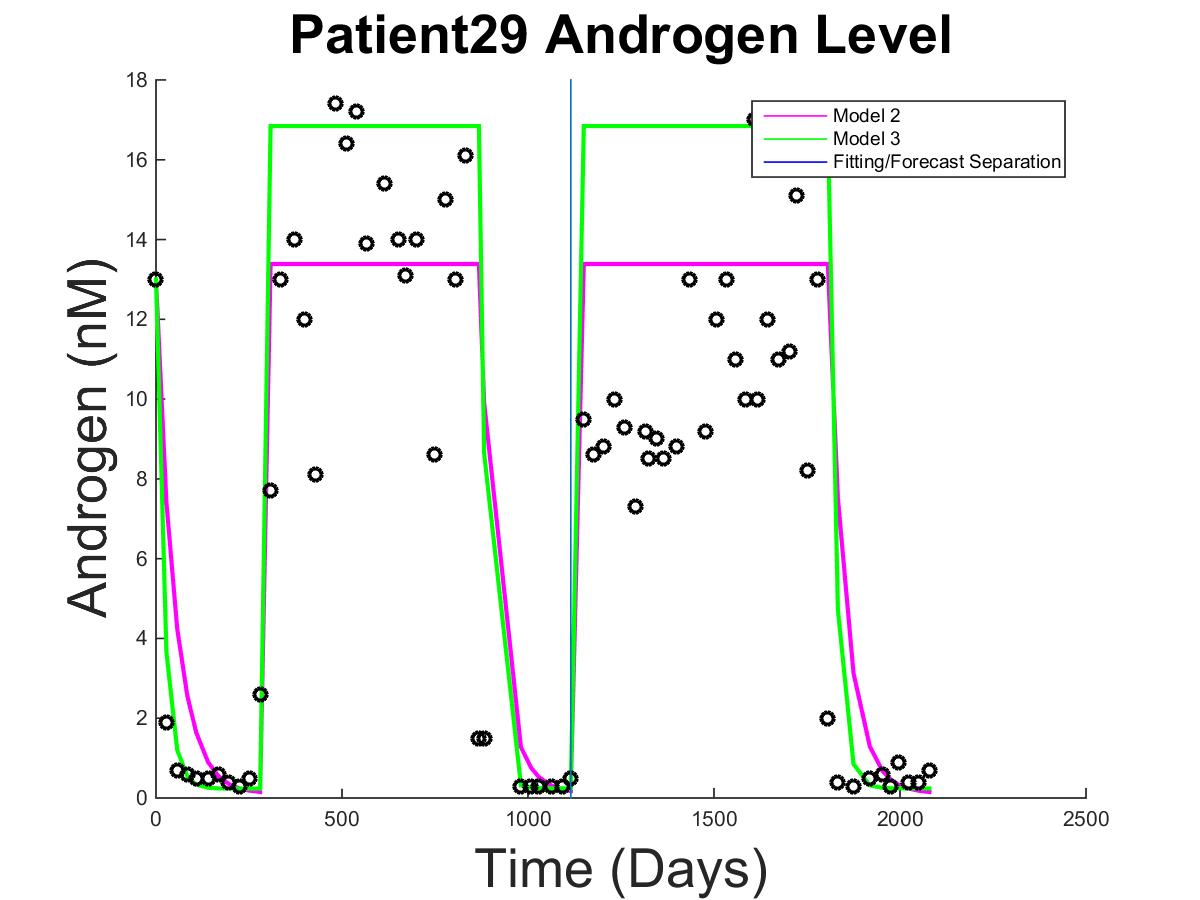 Patient29 Androgen Level
18
16
14
12
10
8
6
4
2
0
Androgen (nM)
Model 2
Model 3
Fitting/Forecast Separation
0
500
1000
1500
2000
2500
Time (Days)